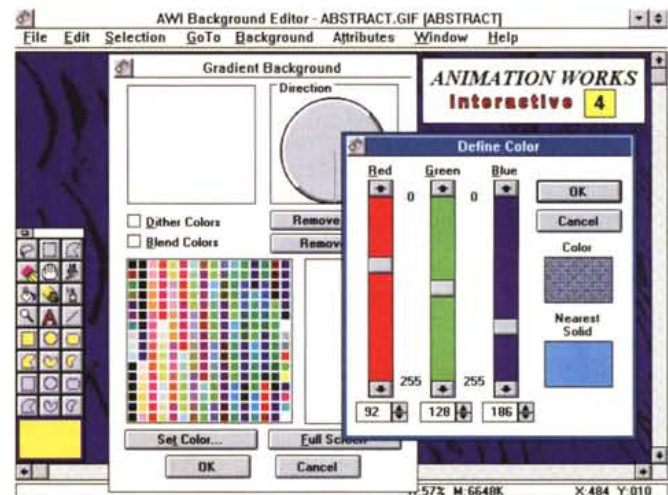 AWI Background Editor - ABSTRACT.GIF [ABSTRACT]
File Edit Selection GoTo Background Attributes Window Help
Gradient Background
Direction
ANIMATION WORKS
Interactive 4
Dither Colors
Blend Colors
Remove
Remove
Set Color...
Full Screen
OK
Cancel
Define Color
Red Green Blue
0 0
255 255
92 128 186
OK
Cancel
Color
Nearest
Solid
57% M:6648K X:484 Y:010